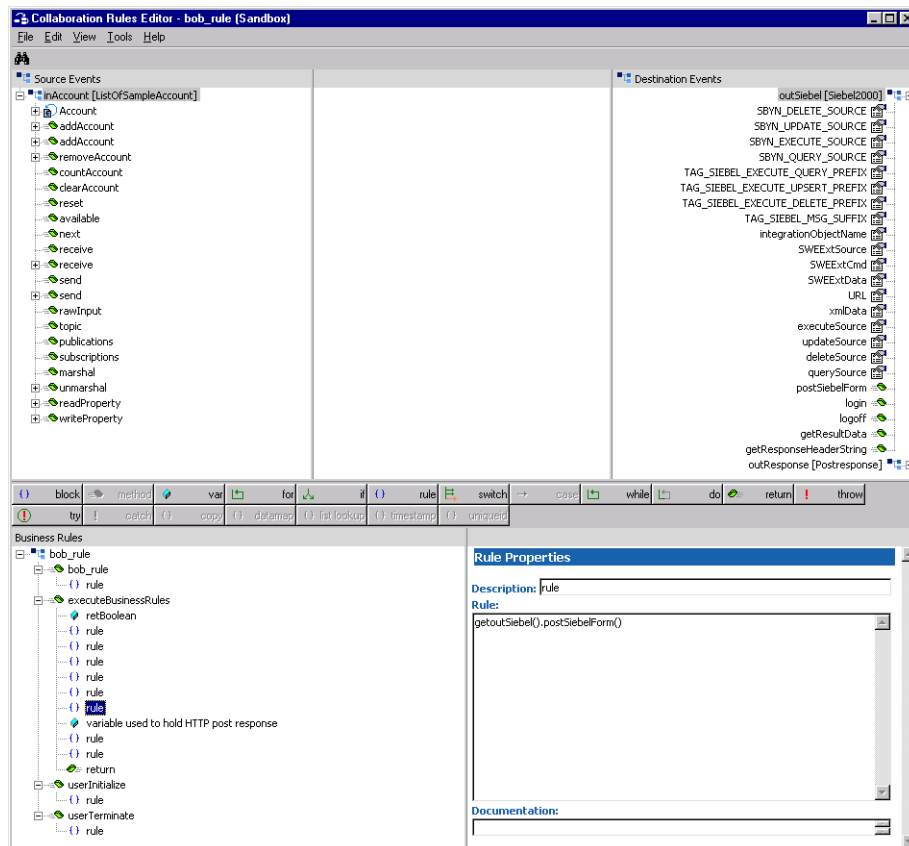 Collaboration Rules Editor - bob_rule (Sandbox)
File Edit View Tools Help
Source Events
inAccount [ListOfSampleAccount]
Account
addAccount
addAccount
removeAccount
countAccount
clearAccount
reset
available
next
receive
receive
send
send
rawInput
topic
publications
subscriptions
marshal
unmarshal
readProperty
writeProperty
Destination Events
outSiebel [Siebel2000]
SBYN_DELETE_SOURCE
SBYN_UPDATE_SOURCE
SBYN_EXECUTE_SOURCE
SBYN_QUERY_SOURCE
TAG_SIEBEL_EXECUTE_QUERY_PREFIX
TAG_SIEBEL_EXECUTE_UPSERT_PREFIX
TAG_SIEBEL_EXECUTE_DELETE_PREFIX
TAG_SIEBEL_MSG_SUFFIX
integrationObjectName
SWEExtSource
SWEExtCmd
SWEExtData
URL
xmlData
executeSource
updateSource
deleteSource
querySource
postSiebelForm
login
logoff
getResultData
getResponseHeaderString
outResponse [Postresponse]
block method var for if rule switch case while do return throw
try catch copy datamap list lookup timestamp uniqueid
Business Rules
bob_rule
bob_rule
rule
executeBusinessRules
retBoolean
rule
rule
rule
rule
rule
rule
variable used to hold HTTP post response
rule
rule
return
userInitialize
rule
userTerminate
rule
Rule Properties
Description: rule
Rule:
getoutSiebel().postSiebelForm()
Documentation: